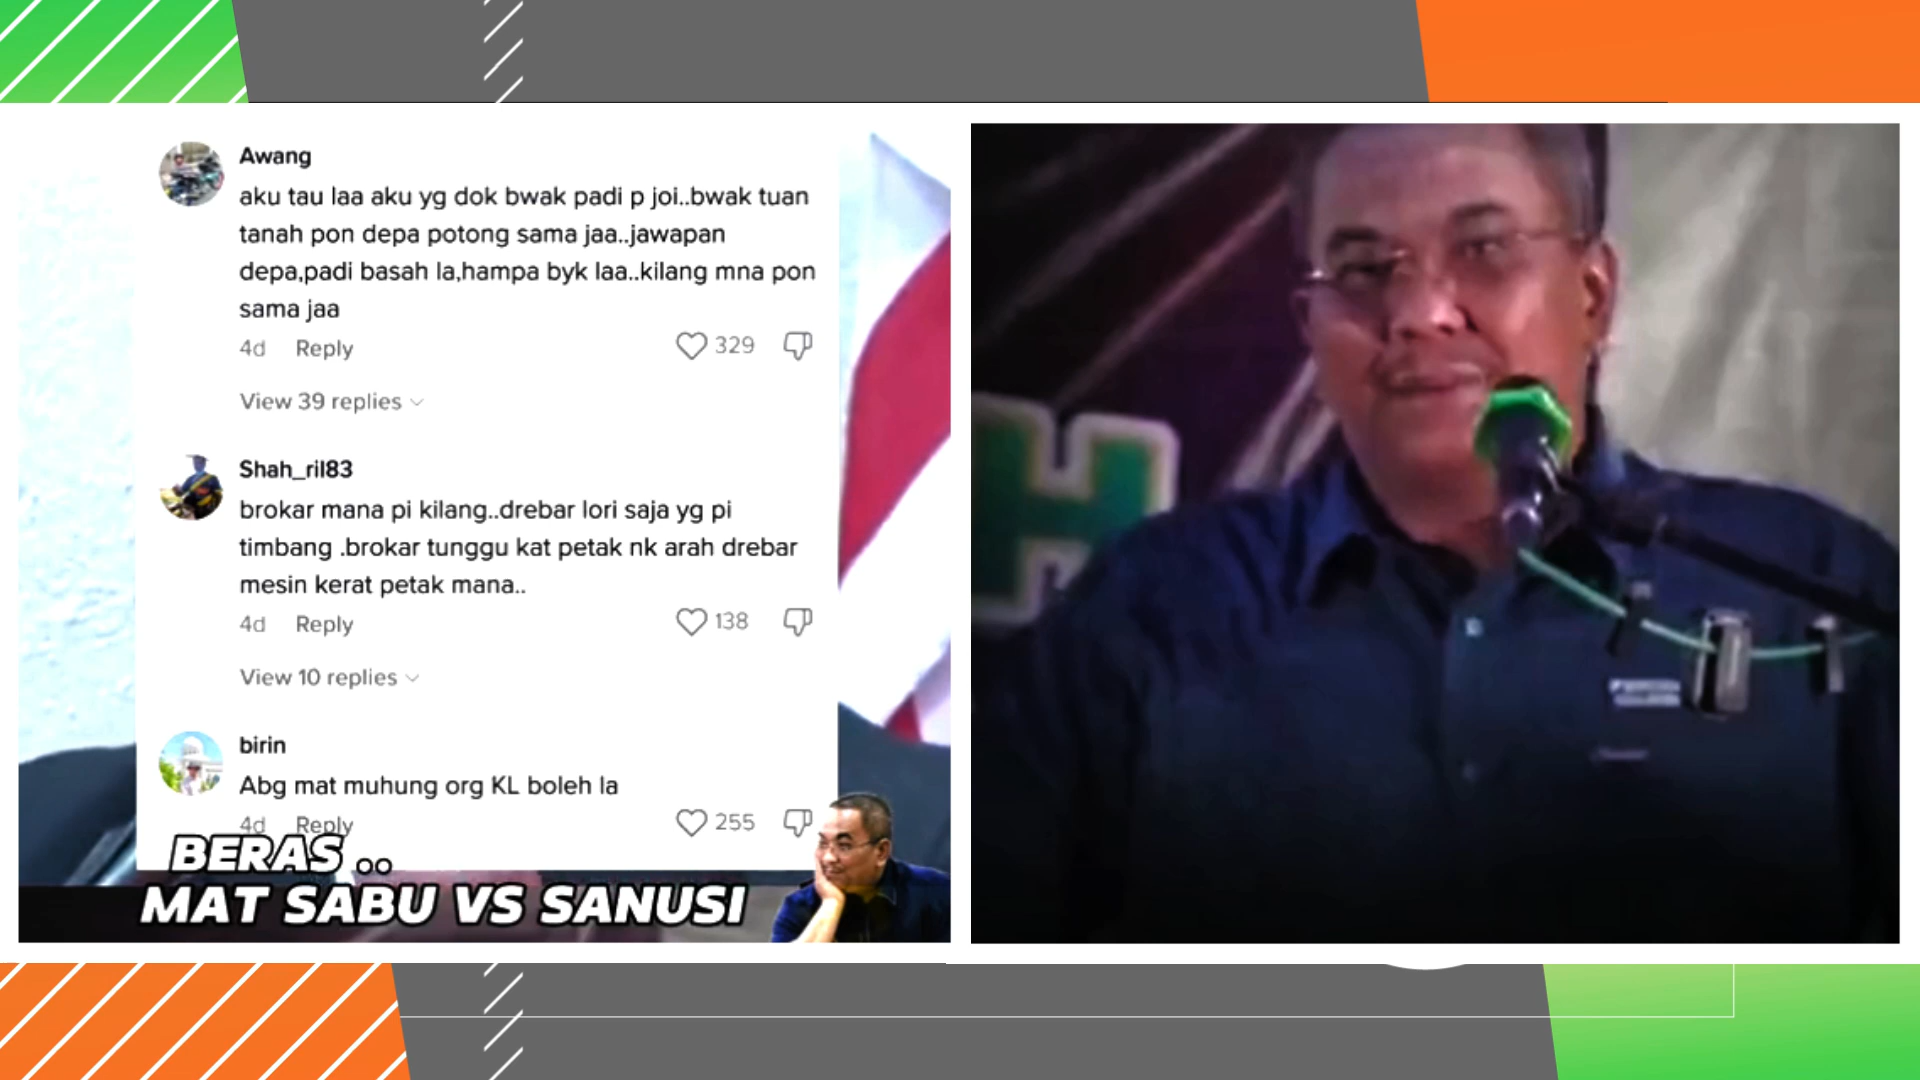 Awang
aku tau laa aku yg dok bwak padi p joi..bwak tuan
tanah pon depa potong sama jaa..jawapan
depa,padi basah la,hampa byk laa..kilang mna pon
sama jaa
4d Reply 329
View 39 replies
Shah_ril83
brokar mana pi kilang..drebar lori saja yg pi
timbang .brokar tunggu kat petak nk arah drebar
mesin kerat petak mana..
4d Reply 138
View 10 replies
birin
Abg mat muhung org KL boleh la
4d Reply 255
BERAS ..
MAT SABU VS SANUSI
H